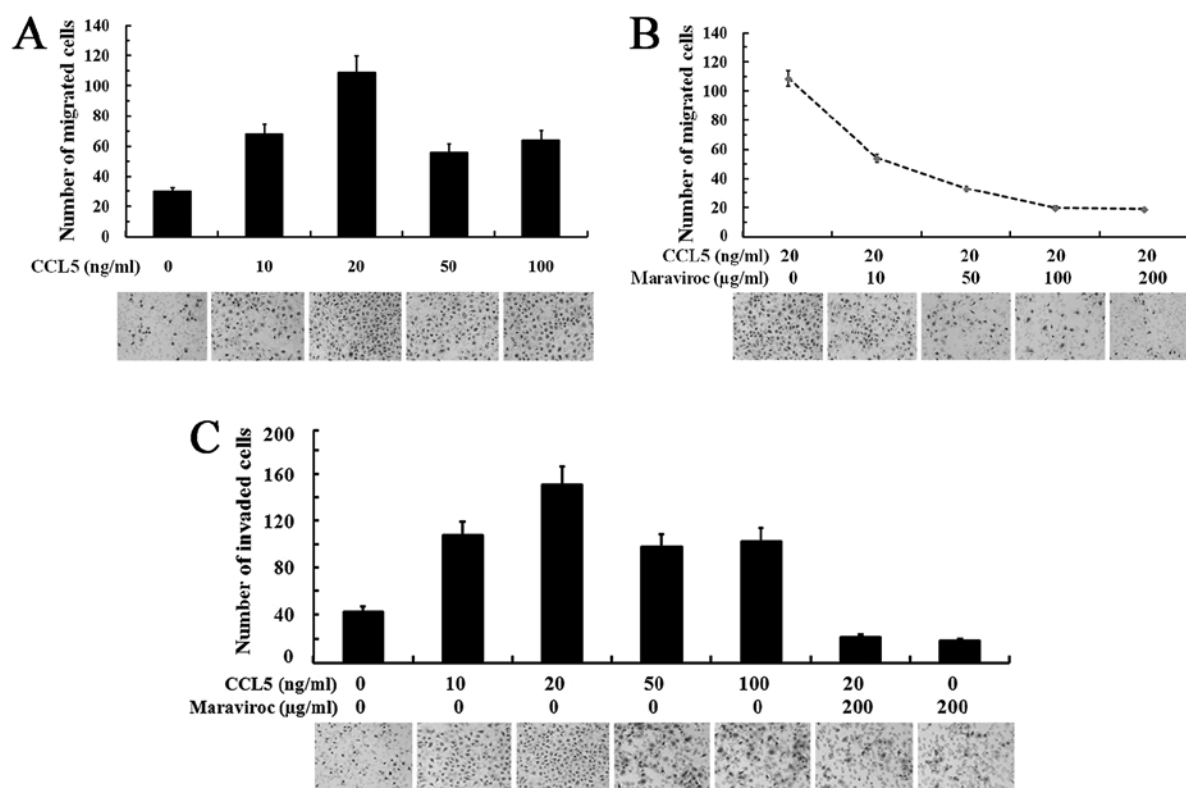 A
Number of migrated cells
140
120
100
80
60
40
20
0
CCL5 (ng/ml) 0 10 20 50 100
B
Number of migrated cells
140
120
100
80
60
40
20
0
CCL5 (ng/ml) 20 20 20 20 20
Maraviroc (µg/ml) 0 10 50 100 200
C
Number of invaded cells
200
160
120
80
40
0
CCL5 (ng/ml) 0 10 20 50 100 20 0
Maraviroc (µg/ml) 0 0 0 0 0 200 200